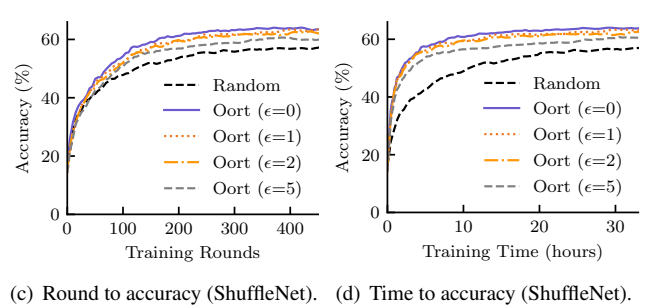 Accuracy (%)
60
40
20
0
0
100
200
300
400
Training Rounds
Random
Oort (ϵ=0)
Oort (ϵ=1)
Oort (ϵ=2)
Oort (ϵ=5)
(c) Round to accuracy (ShuffleNet).
Accuracy (%)
60
40
20
0
0
10
20
30
Training Time (hours)
Random
Oort (ϵ=0)
Oort (ϵ=1)
Oort (ϵ=2)
Oort (ϵ=5)
(d) Time to accuracy (ShuffleNet).